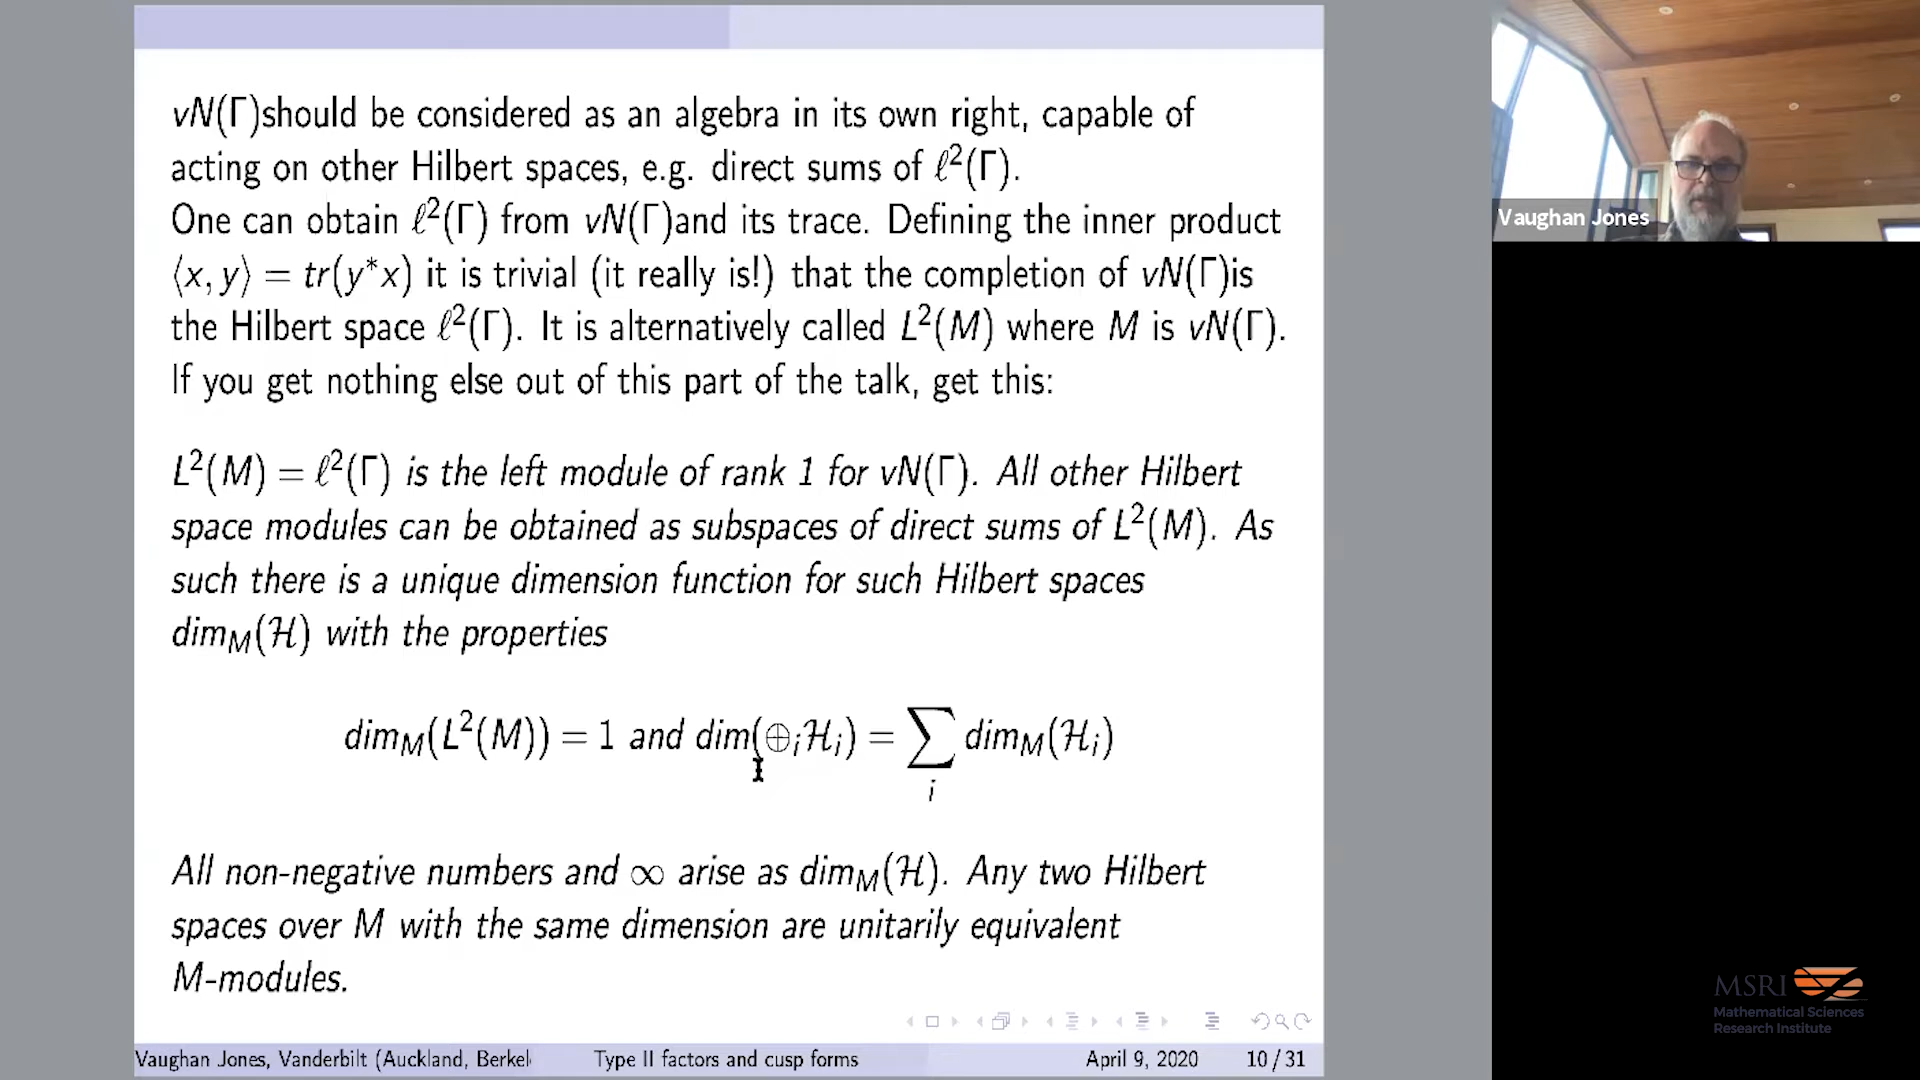 vN(Γ)should be considered as an algebra in its own right, capable of
acting on other Hilbert spaces, e.g. direct sums of ℓ²(Γ).
One can obtain ℓ²(Γ) from vN(Γ)and its trace. Defining the inner product
⟨x, y⟩ = tr(y*x) it is trivial (it really is!) that the completion of vN(Γ)is
the Hilbert space ℓ²(Γ). It is alternatively called L²(M) where M is vN(Γ).
If you get nothing else out of this part of the talk, get this:
L²(M) = ℓ²(Γ) is the left module of rank 1 for vN(Γ). All other Hilbert
space modules can be obtained as subspaces of direct sums of L²(M). As
such there is a unique dimension function for such Hilbert spaces
dim_M(ℋ) with the properties
dim_M(L²(M)) = 1 and dim(⊕_i ℋ_i) = ∑_i dim_M(ℋ_i)
All non-negative numbers and ∞ arise as dim_M(ℋ). Any two Hilbert
spaces over M with the same dimension are unitarily equivalent
M-modules.
Vaughan Jones, Vanderbilt (Auckland, Berkel
Type II factors and cusp forms
April 9, 2020
10 / 31
Vaughan Jones
MSRI
Mathematical Sciences
Research Institute